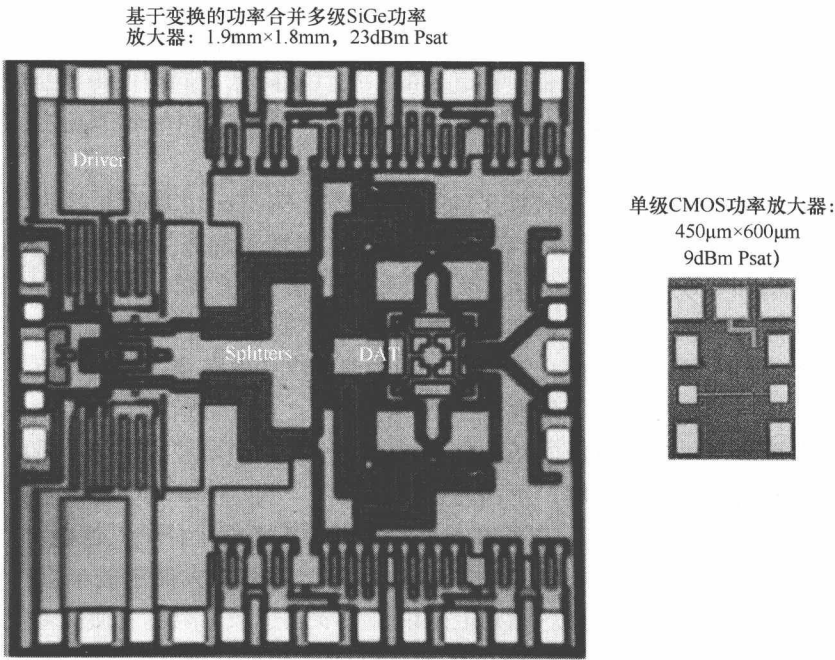 基于变换的功率合并多级SiGe功率
放大器：1.9mm×1.8mm，23dBm Psat
Driver
Splitters
DAT
单级CMOS功率放大器：
450μm×600μm
9dBm Psat）